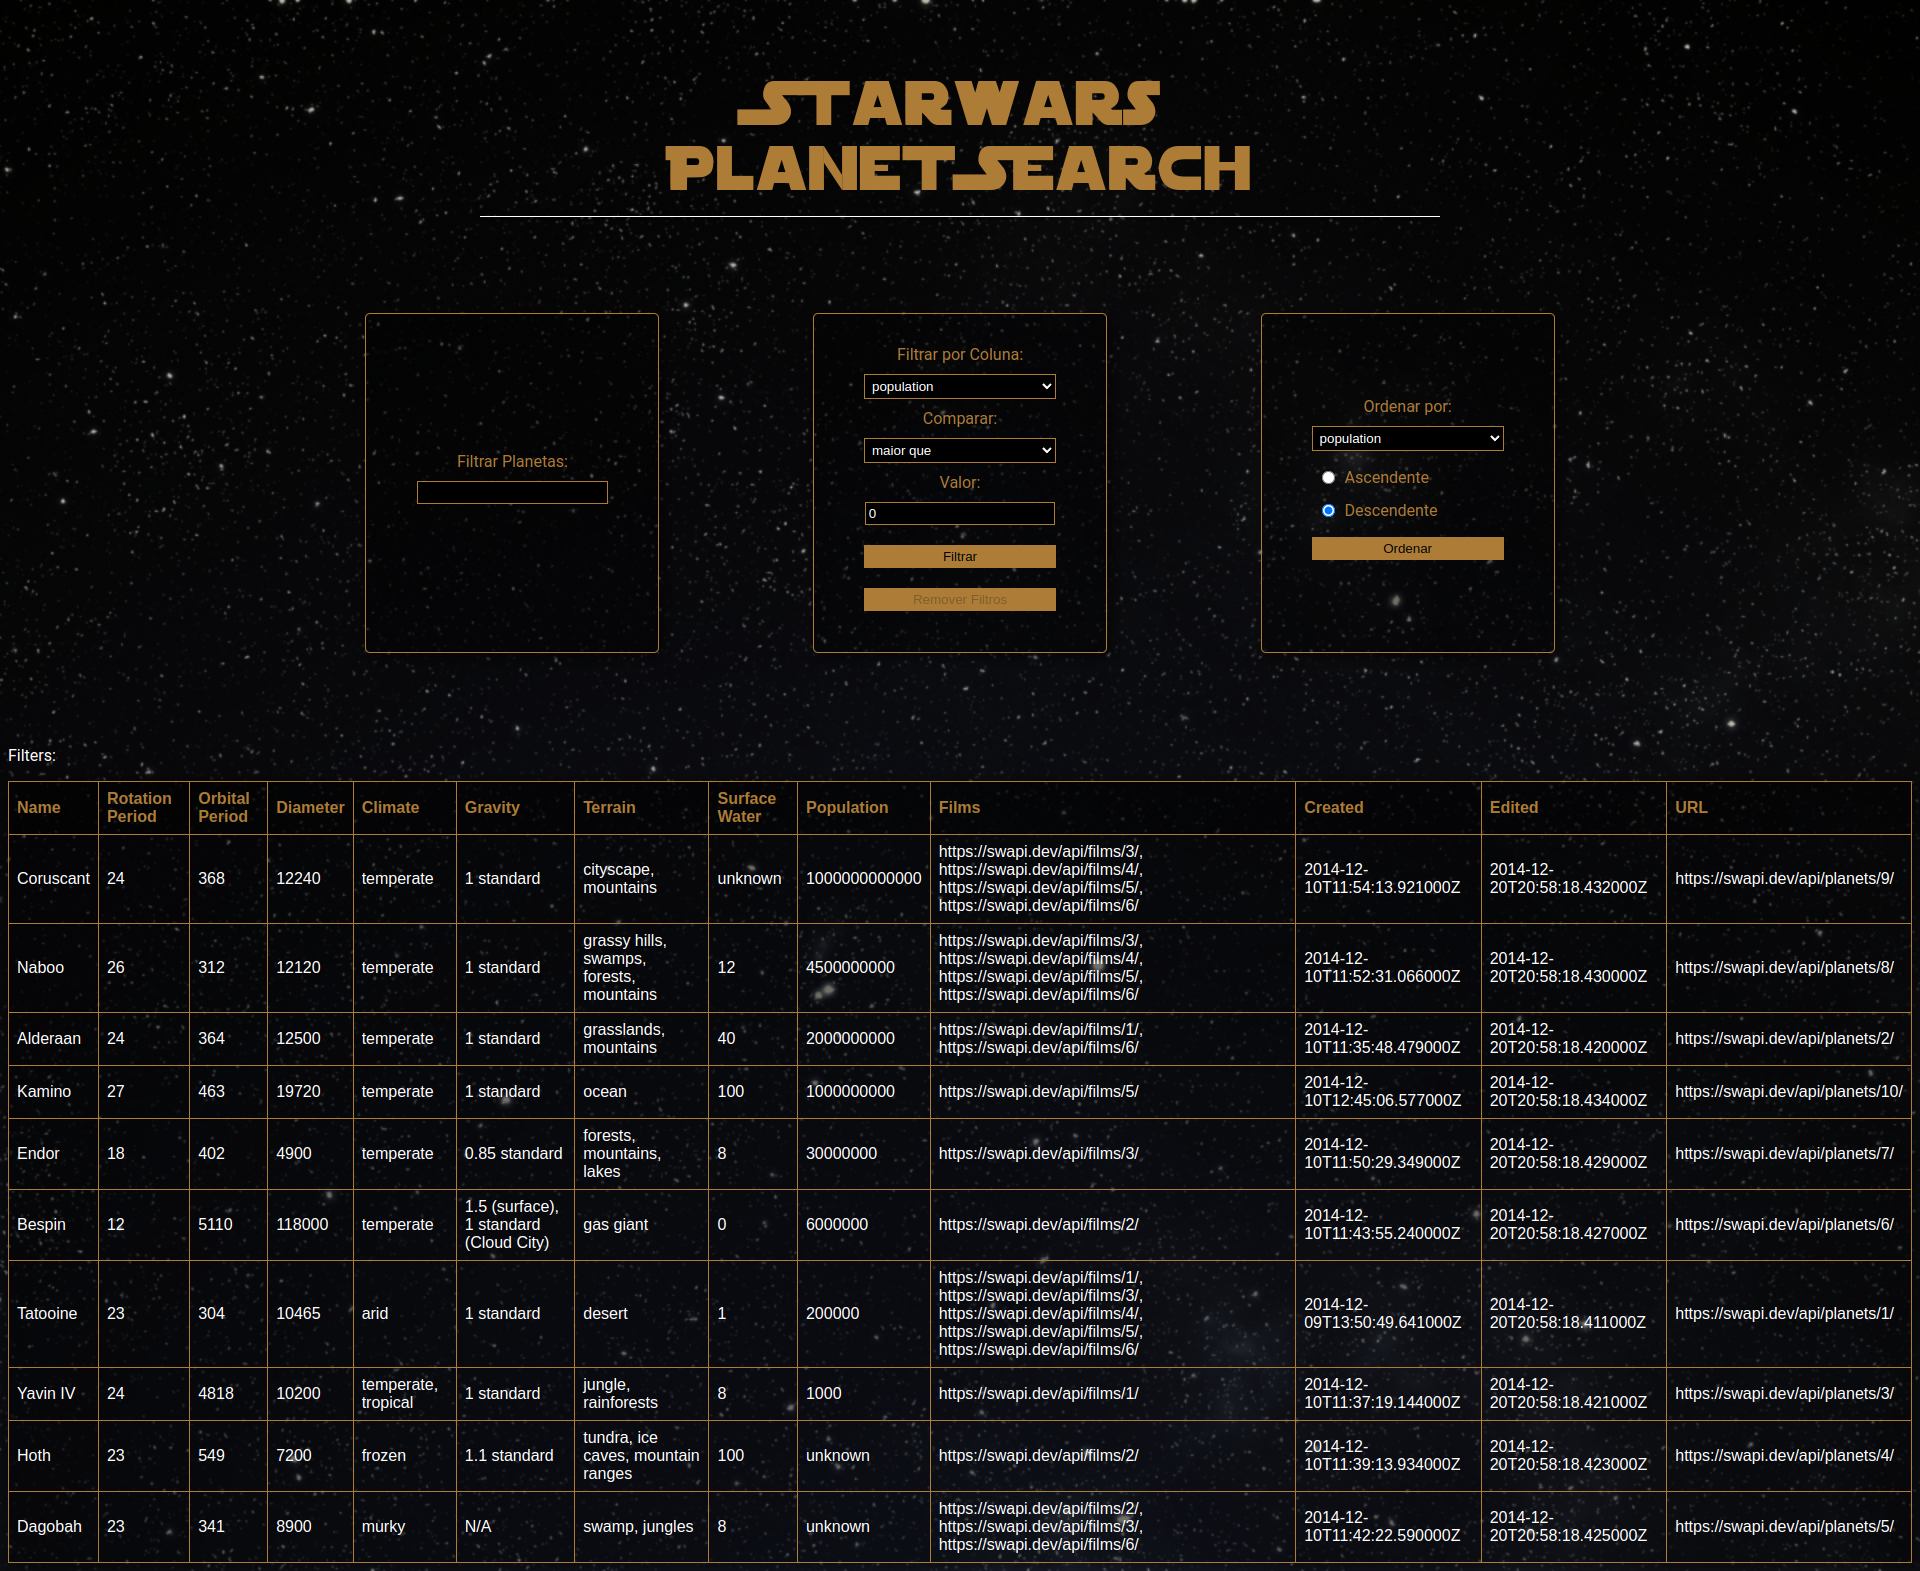 STARWARS
PLANET SEARCH
Filtrar Planetas:
Filtrar por Coluna:
population
Comparar:
maior que
Valor:
0
Filtrar
Remover Filtros
Ordenar por:
population
Ascendente
Descendente
Ordenar
Filters:
Name Rotation Period Orbital Period Diameter Climate Gravity Terrain Surface Water Population Films Created Edited URL
Coruscant 24 368 12240 temperate 1 standard cityscape, mountains unknown 1000000000000 https://swapi.dev/api/films/3/, https://swapi.dev/api/films/4/, https://swapi.dev/api/films/5/, https://swapi.dev/api/films/6/ 2014-12-10T11:54:13.921000Z 2014-12-20T20:58:18.432000Z https://swapi.dev/api/planets/9/
Naboo 26 312 12120 temperate 1 standard grassy hills, swamps, forests, mountains 12 4500000000 https://swapi.dev/api/films/3/, https://swapi.dev/api/films/4/, https://swapi.dev/api/films/5/, https://swapi.dev/api/films/6/ 2014-12-10T11:52:31.066000Z 2014-12-20T20:58:18.430000Z https://swapi.dev/api/planets/8/
Alderaan 24 364 12500 temperate 1 standard grasslands, mountains 40 2000000000 https://swapi.dev/api/films/1/, https://swapi.dev/api/films/6/ 2014-12-10T11:35:48.479000Z 2014-12-20T20:58:18.420000Z https://swapi.dev/api/planets/2/
Kamino 27 463 19720 temperate 1 standard ocean 100 1000000000 https://swapi.dev/api/films/5/ 2014-12-10T12:45:06.577000Z 2014-12-20T20:58:18.434000Z https://swapi.dev/api/planets/10/
Endor 18 402 4900 temperate 0.85 standard forests, mountains, lakes 8 30000000 https://swapi.dev/api/films/3/ 2014-12-10T11:50:29.349000Z 2014-12-20T20:58:18.429000Z https://swapi.dev/api/planets/7/
Bespin 12 5110 118000 temperate 1.5 (surface), 1 standard (Cloud City) gas giant 0 6000000 https://swapi.dev/api/films/2/ 2014-12-10T11:43:55.240000Z 2014-12-20T20:58:18.427000Z https://swapi.dev/api/planets/6/
Tatooine 23 304 10465 arid 1 standard desert 1 200000 https://swapi.dev/api/films/1/, https://swapi.dev/api/films/3/, https://swapi.dev/api/films/4/, https://swapi.dev/api/films/5/, https://swapi.dev/api/films/6/ 2014-12-09T13:50:49.641000Z 2014-12-20T20:58:18.411000Z https://swapi.dev/api/planets/1/
Yavin IV 24 4818 10200 temperate, tropical 1 standard jungle, rainforests 8 1000 https://swapi.dev/api/films/1/ 2014-12-10T11:37:19.144000Z 2014-12-20T20:58:18.421000Z https://swapi.dev/api/planets/3/
Hoth 23 549 7200 frozen 1.1 standard tundra, ice caves, mountain ranges 100 unknown https://swapi.dev/api/films/2/ 2014-12-10T11:39:13.934000Z 2014-12-20T20:58:18.423000Z https://swapi.dev/api/planets/4/
Dagobah 23 341 8900 murky N/A swamp, jungles 8 unknown https://swapi.dev/api/films/2/, https://swapi.dev/api/films/3/, https://swapi.dev/api/films/6/ 2014-12-10T11:42:22.590000Z 2014-12-20T20:58:18.425000Z https://swapi.dev/api/planets/5/